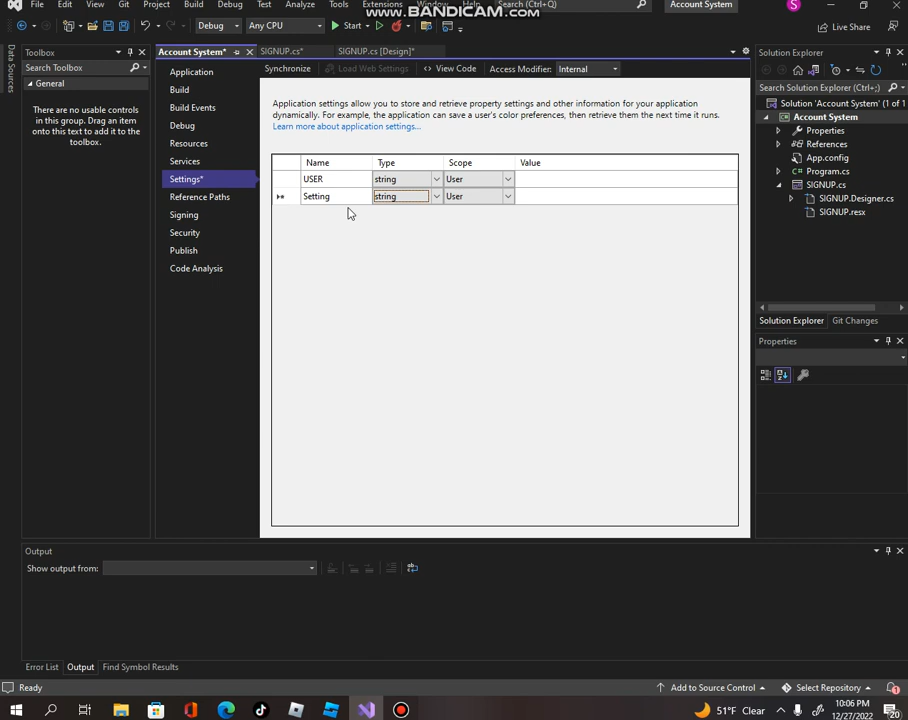 File Edit View Git Project Build Debug Test Analyze Tools Extensions Window Help Account System S
www.BANDICAM.com
Debug Any CPU Start Live Share
Data Sources
Toolbox
Account System* SIGNUP.cs* SIGNUP.cs [Design]*
Solution Explorer
Search Toolbox
General
There are no usable controls
in this group. Drag an item
onto this text to add it to the
toolbox.
Application
Build
Build Events
Debug
Resources
Services
Settings*
Reference Paths
Signing
Security
Publish
Code Analysis
Synchronize Load Web Settings <> View Code Access Modifier: Internal
Application settings allow you to store and retrieve property settings and other information for your application
dynamically. For example, the application can save a user's color preferences, then retrieve them the next time it runs.
Learn more about application settings...
Name Type Scope Value
USER string User
Setting string User
Search Solution Explorer (Ctrl+;)
Solution 'Account System' (1 of 1
Account System
Properties
References
App.config
Program.cs
SIGNUP.cs
SIGNUP.Designer.cs
SIGNUP.resx
Solution Explorer Git Changes
Properties
Output
Show output from:
Error List Output Find Symbol Results
Ready Add to Source Control Select Repository 1
51°F Clear
10:06 PM
12/27/2022
20